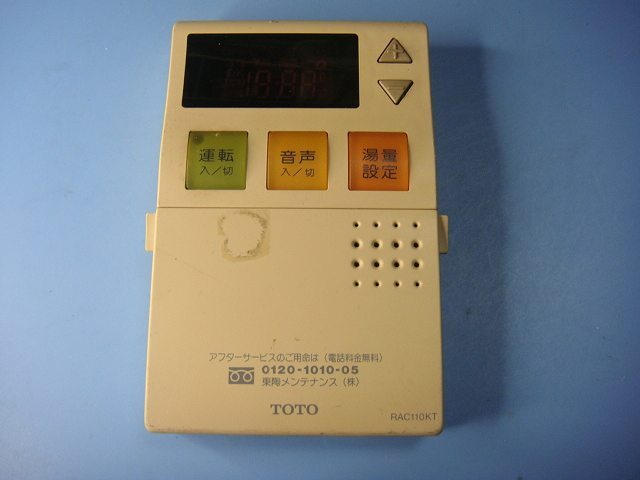 運転
入／切
音声
入／切
湯量
設定
アフターサービスのご用命は（電話料金無料）
0120-1010-05
東陶メンテナンス（株）
TOTO
RAC110KT